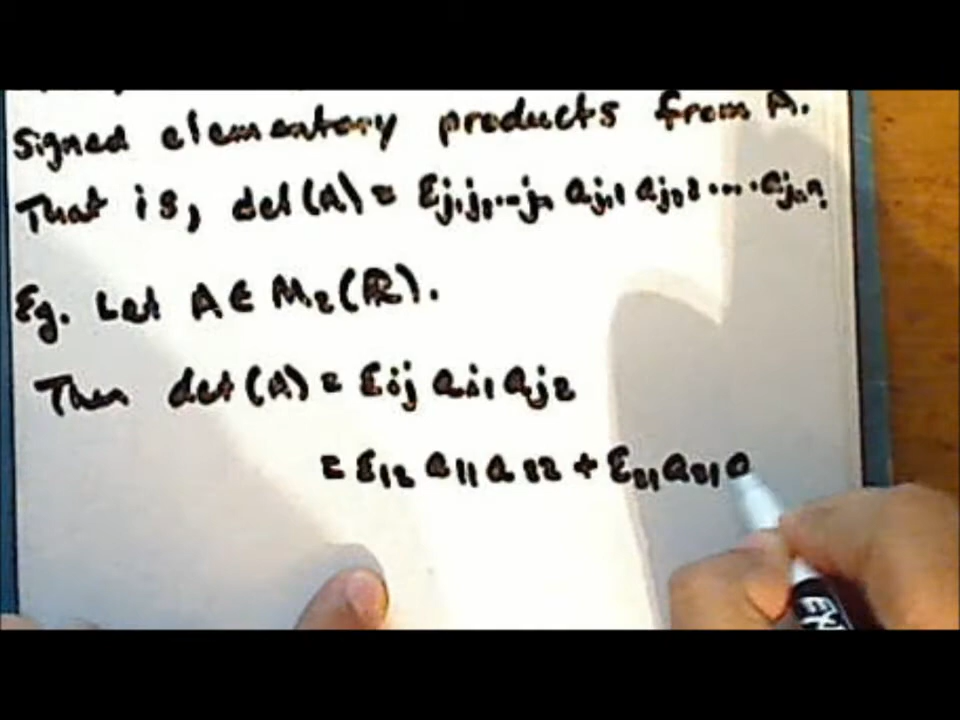 signed elementary products from A.
That is, det(A) = εj₁j₂...jₙ aj₁1 aj₂2 .... ajₙn.
Eg. Let A ∈ M₂(ℝ).
Then det(A) = εij ai1 aj2
= ε12 a11 a22 + ε21 a21 a
EX